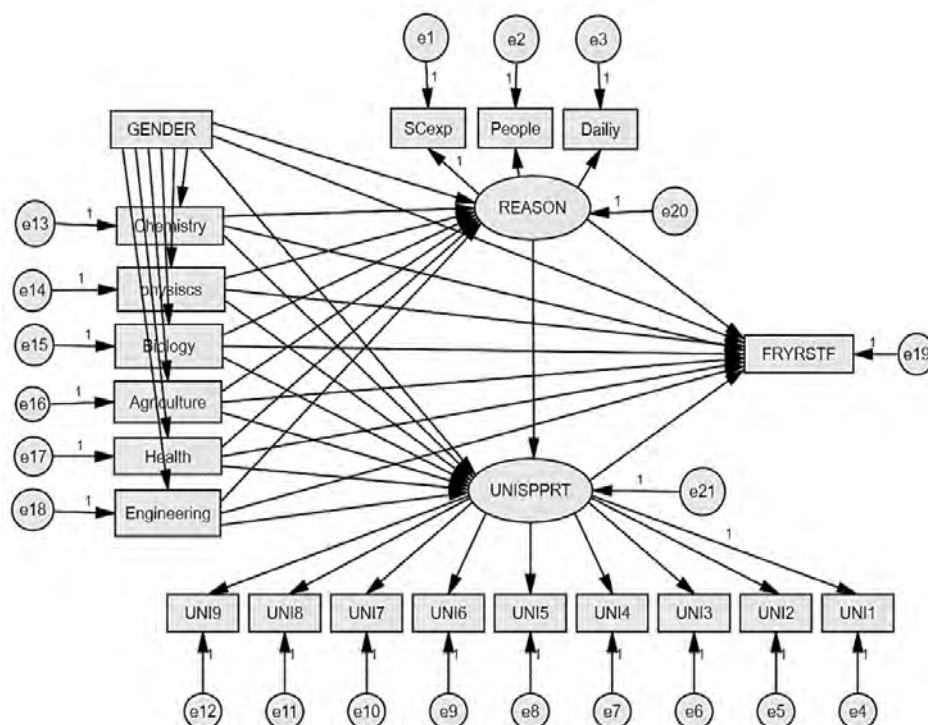 e1 e2 e3
1 1 1
GENDER SCexp People Dailiy
1
e13 1 Chemistry REASON 1 e20
e14 1 physiscs
e15 1 Biology FRYRSTF 1 e19
e16 1 Agriculture
e17 1 Health
e18 1 Engineering UNISPPRT 1 e21
1
UNI9 UNI8 UNI7 UNI6 UNI5 UNI4 UNI3 UNI2 UNI1
1 1 1 1 1 1 1 1 1
e12 e11 e10 e9 e8 e7 e6 e5 e4